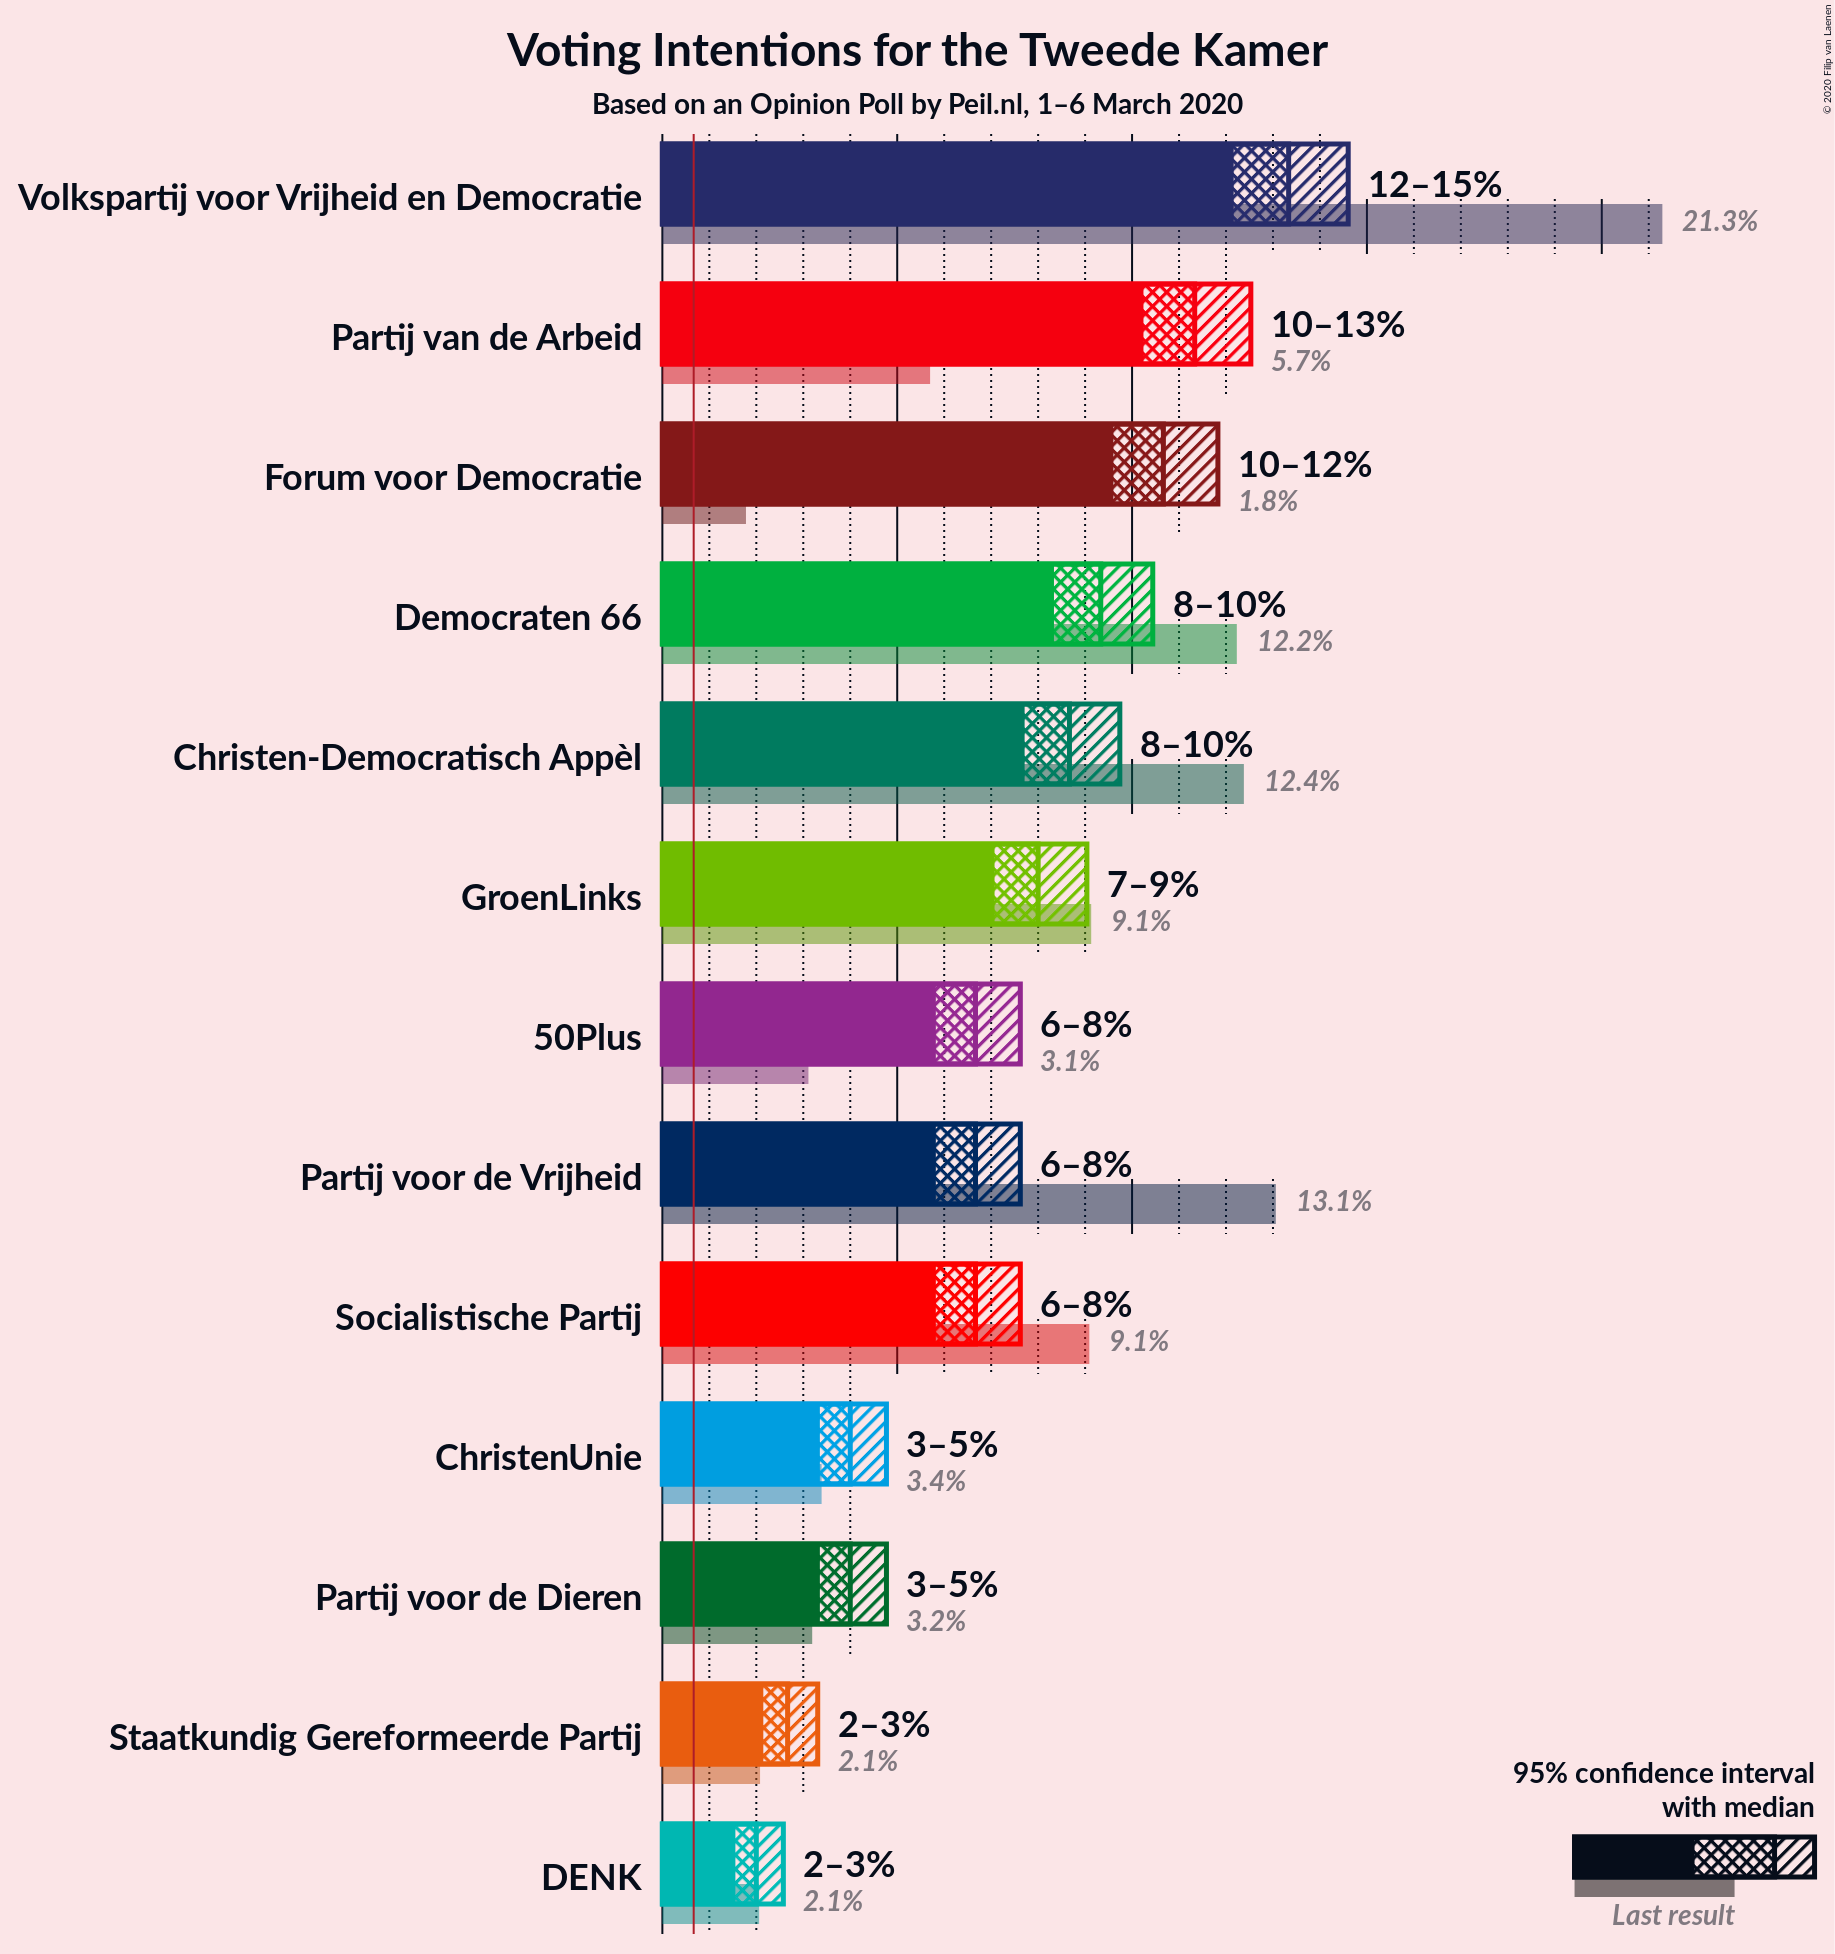 Voting Intentions for the Tweede Kamer
Based on an Opinion Poll by Peil.nl, 1–6 March 2020
© 2020 Filip van Laenen
Volkspartij voor Vrijheid en Democratie
12–15%
21.3%
Partij van de Arbeid
10–13%
5.7%
Forum voor Democratie
10–12%
1.8%
Democraten 66
8–10%
12.2%
Christen-Democratisch Appèl
8–10%
12.4%
GroenLinks
7–9%
9.1%
50Plus
6–8%
3.1%
Partij voor de Vrijheid
6–8%
13.1%
Socialistische Partij
6–8%
9.1%
ChristenUnie
3–5%
3.4%
Partij voor de Dieren
3–5%
3.2%
Staatkundig Gereformeerde Partij
2–3%
2.1%
DENK
2–3%
2.1%
95% confidence interval
with median
Last result